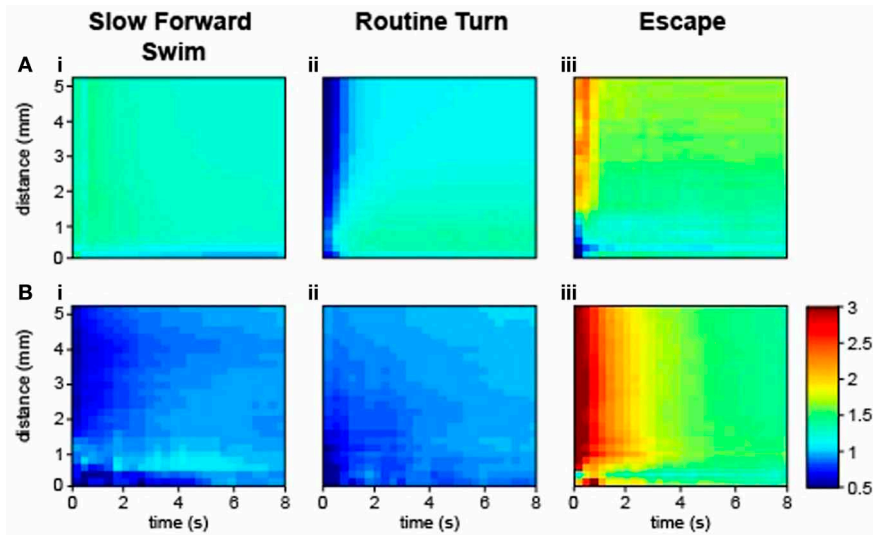 Slow Forward
Swim
Routine Turn
Escape
A
i
ii
iii
5
4
3
2
1
0
distance (mm)
B
i
ii
iii
5
4
3
2
1
0
distance (mm)
0 2 4 6 8
time (s)
0 2 4 6 8
time (s)
0 2 4 6 8
time (s)
3
2.5
2
1.5
1
0.5